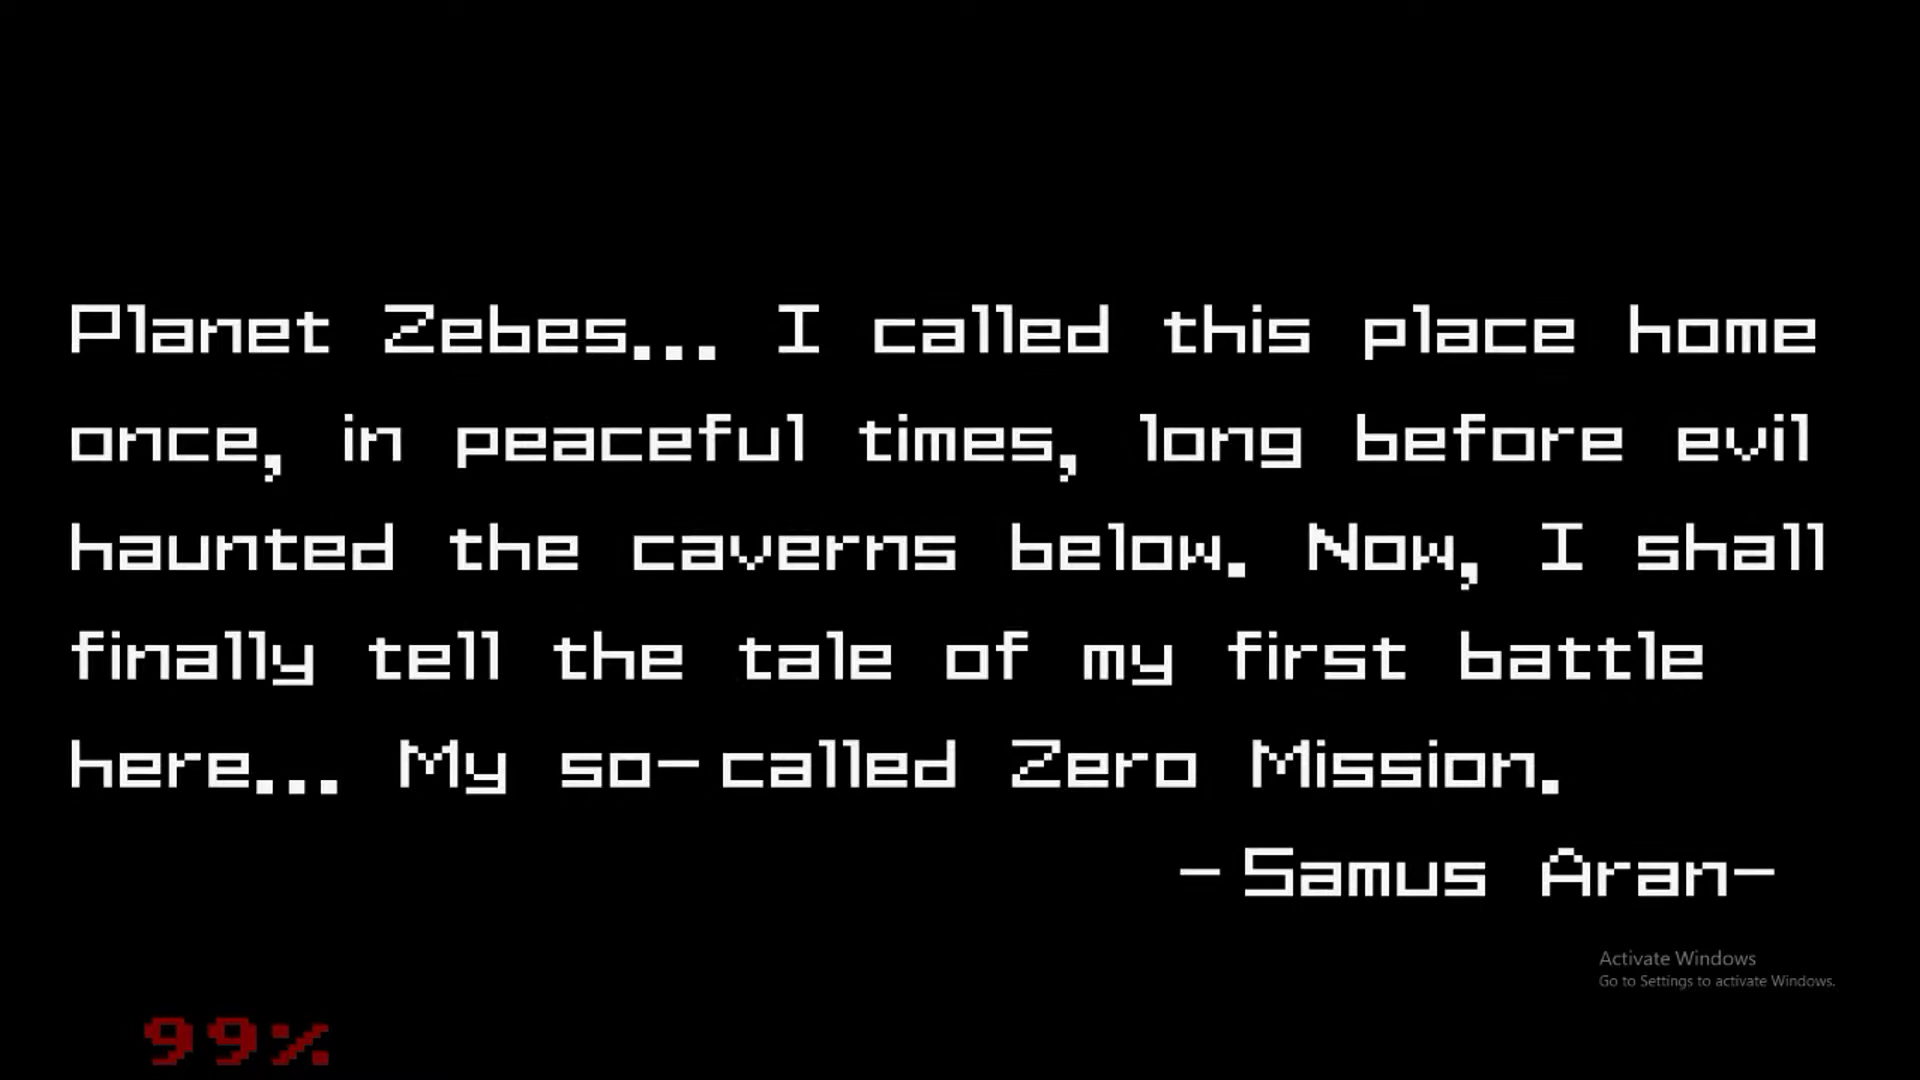 Planet Zebes... I called this place home
once, in peaceful times, long before evil
haunted the caverns below. Now, I shall
finally tell the tale of my first battle
here... My so-called Zero Mission.
-Samus Aran-
Activate Windows
Go to Settings to activate Windows.
99%